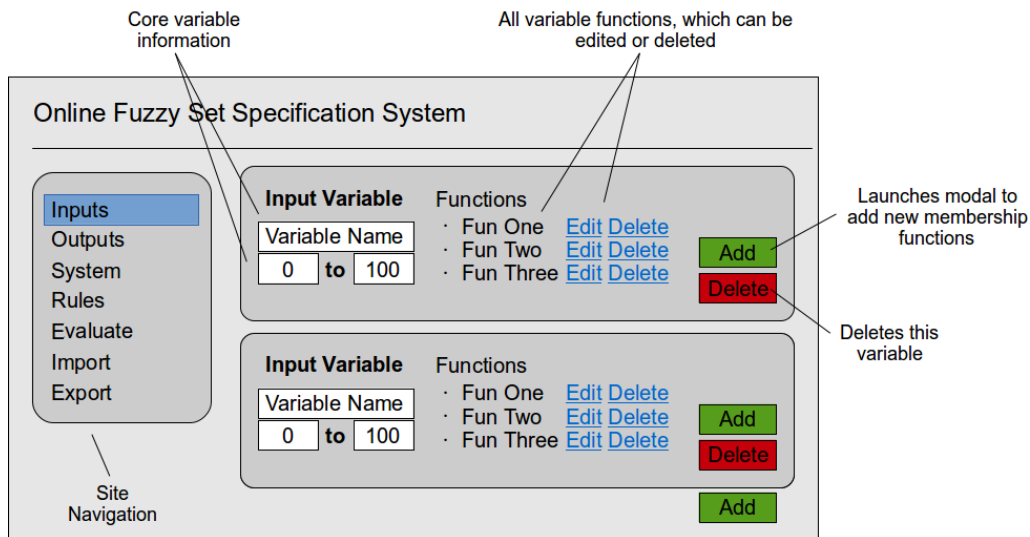 Core variable
information
All variable functions, which can be
edited or deleted
Online Fuzzy Set Specification System
Inputs
Outputs
System
Rules
Evaluate
Import
Export
Site
Navigation
Input Variable
Variable Name
0 to 100
Functions
· Fun One Edit Delete
· Fun Two Edit Delete
· Fun Three Edit Delete
Add
Delete
Launches modal to
add new membership
functions
Deletes this
variable
Input Variable
Variable Name
0 to 100
Functions
· Fun One Edit Delete
· Fun Two Edit Delete
· Fun Three Edit Delete
Add
Delete
Add